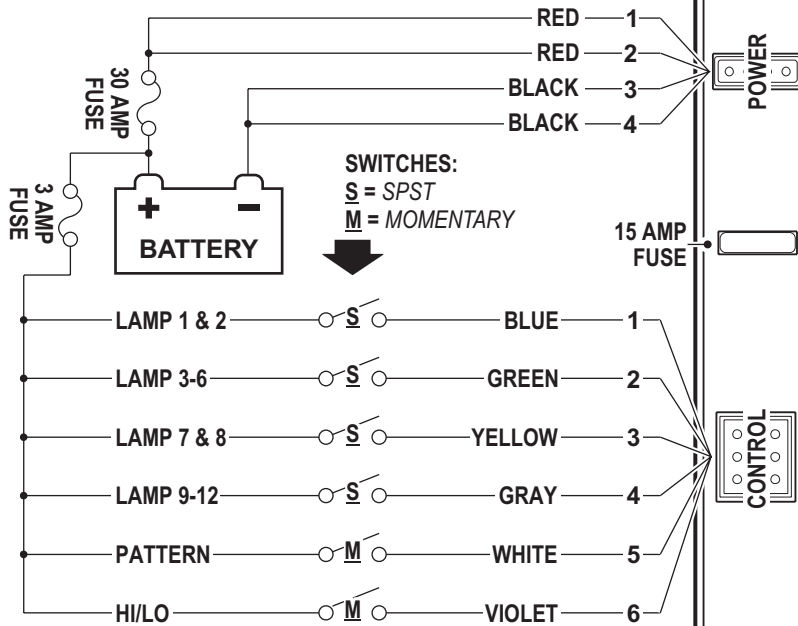 RED 1
RED 2
BLACK 3
BLACK 4
POWER
30 AMP
FUSE
3 AMP
FUSE
+ −
BATTERY
SWITCHES:
S = SPST
M = MOMENTARY
15 AMP
FUSE
LAMP 1 & 2 S BLUE 1
LAMP 3-6 S GREEN 2
LAMP 7 & 8 S YELLOW 3
LAMP 9-12 S GRAY 4
PATTERN M WHITE 5
HI/LO M VIOLET 6
CONTROL